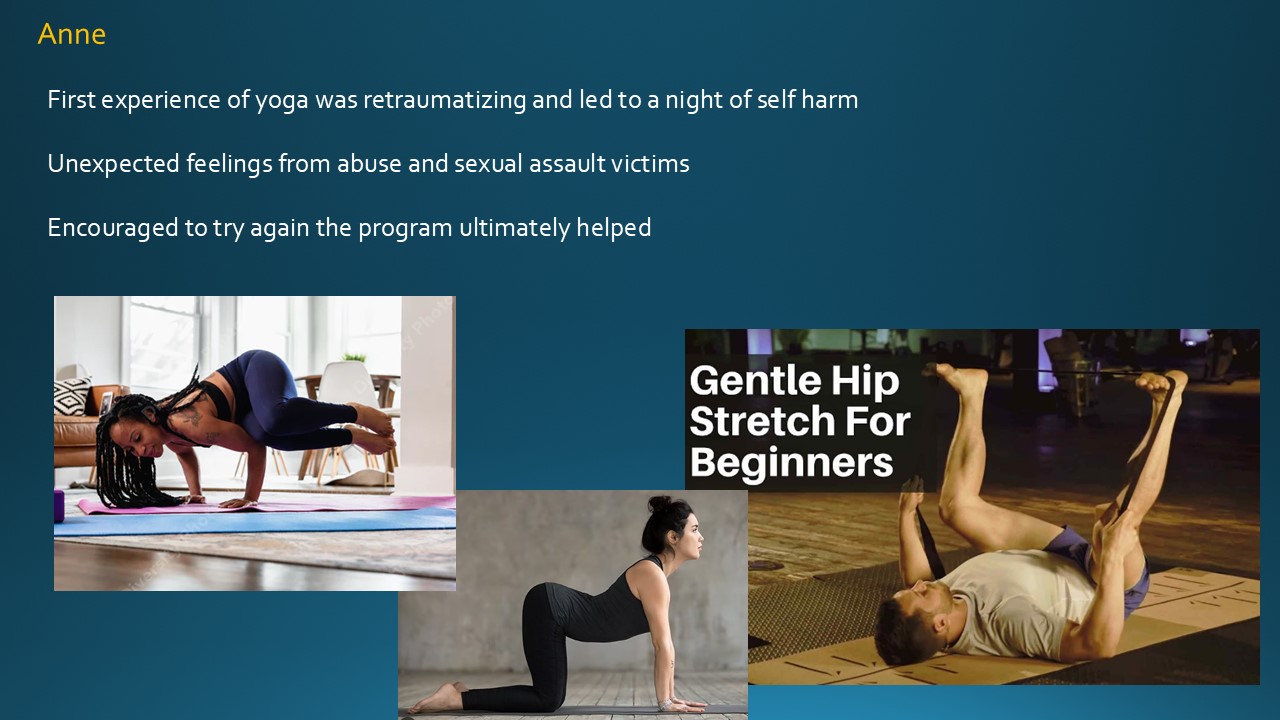 Anne
First experience of yoga was retraumatizing and led to a night of self harm
Unexpected feelings from abuse and sexual assault victims
Encouraged to try again the program ultimately helped
Gentle Hip
Stretch For
Beginners